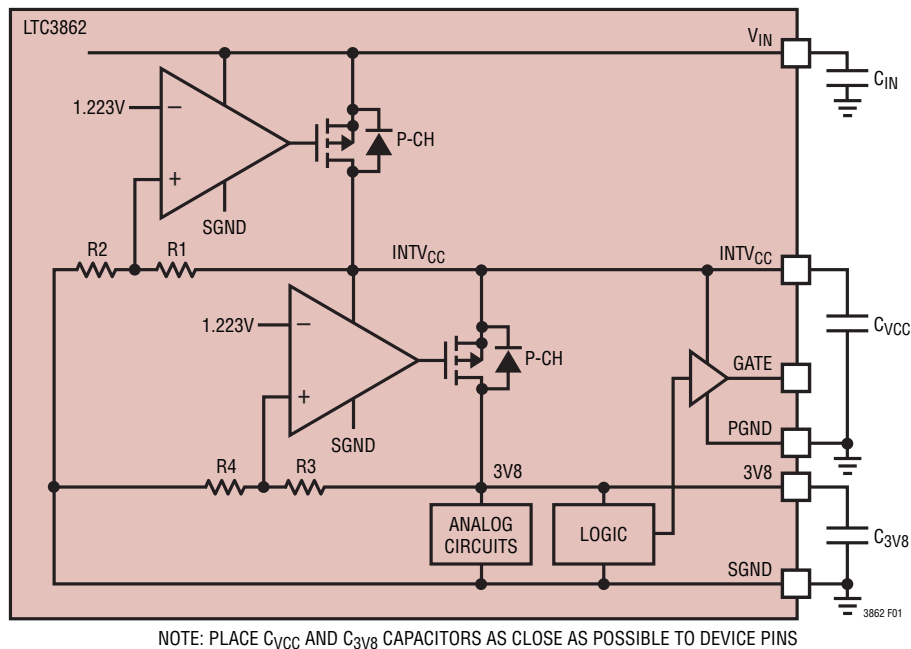 LTC3862
VIN
CIN
1.223V
−
P-CH
+
SGND
R2
R1
INTVCC
INTVCC
1.223V
−
CVCC
P-CH
GATE
+
SGND
PGND
R4
R3
3V8
3V8
ANALOG
CIRCUITS
LOGIC
C3V8
SGND
3862 F01
NOTE: PLACE CVCC AND C3V8 CAPACITORS AS CLOSE AS POSSIBLE TO DEVICE PINS